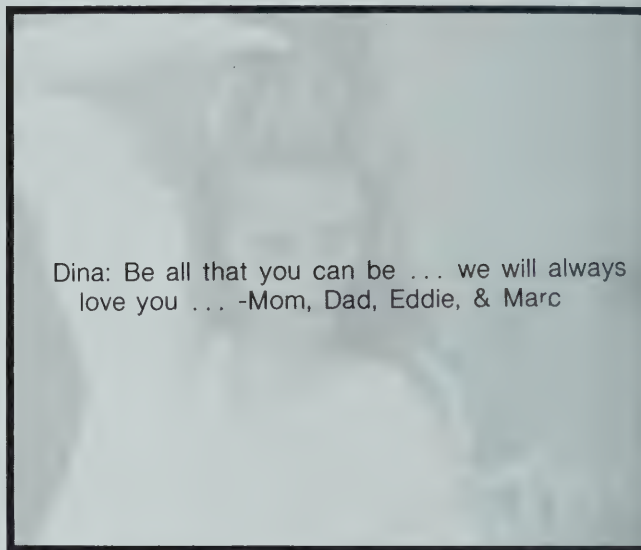 Dina: Be all that you can be ... we will always
love you ... -Mom, Dad, Eddie, & Marc